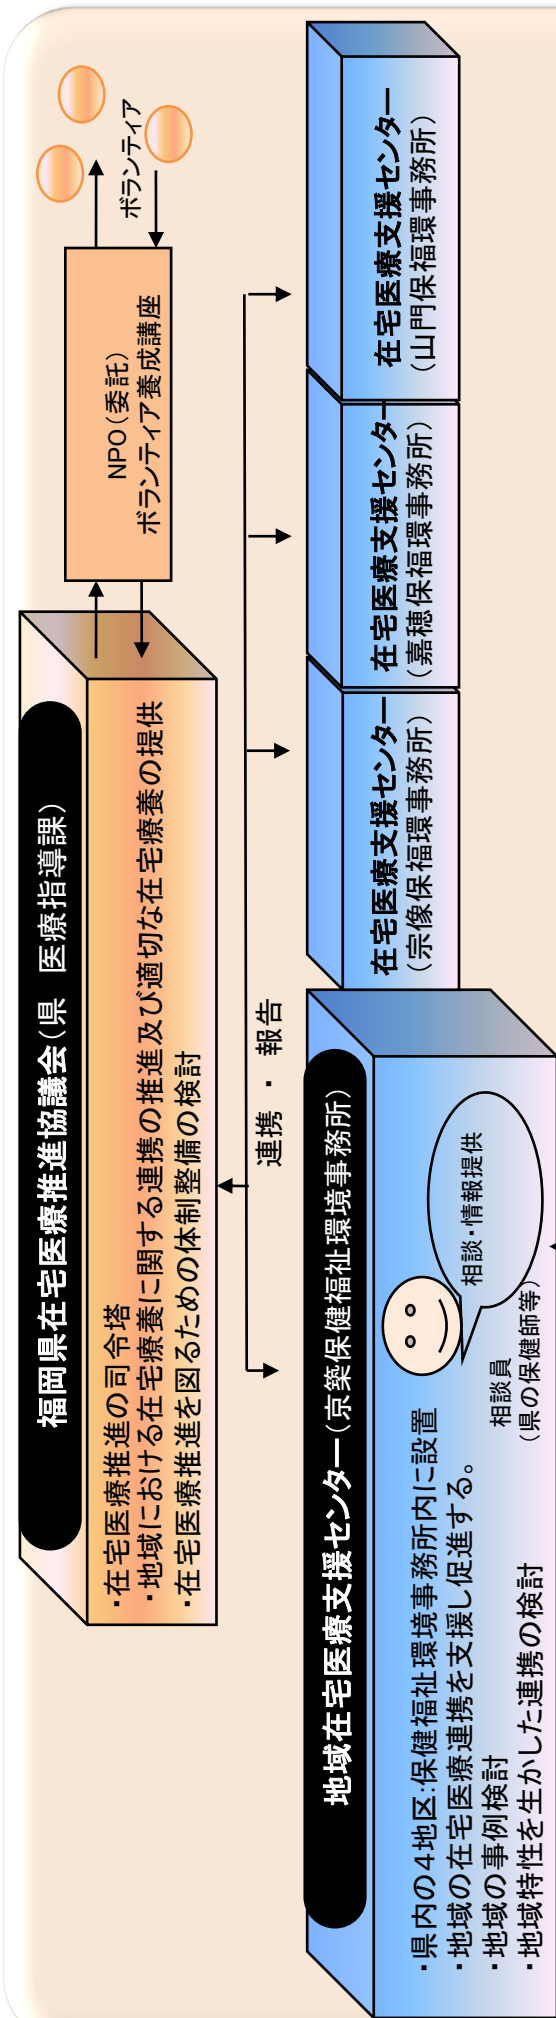 福岡県在宅医療推進協議会(県　医療指導課)
・在宅医療推進の司令塔
・地域における在宅療養に関する連携の推進及び適切な在宅療養の提供
・在宅医療推進を図るための体制整備の検討
NPO(委託)
ボランティア養成講座
ボランティア
連携・報告
地域在宅医療支援センター(京築保健福祉環境事務所)
・県内の4地区:保健福祉環境事務所内に設置
・地域の在宅医療連携を支援し促進する。
・地域の事例検討
・地域特性を生かした連携の検討
相談・情報提供
相談員
(県の保健師等)
在宅医療支援センター
(宗像保福環事務所)
在宅医療支援センター
(嘉穂保福環事務所)
在宅医療支援センター
(山門保福環事務所)